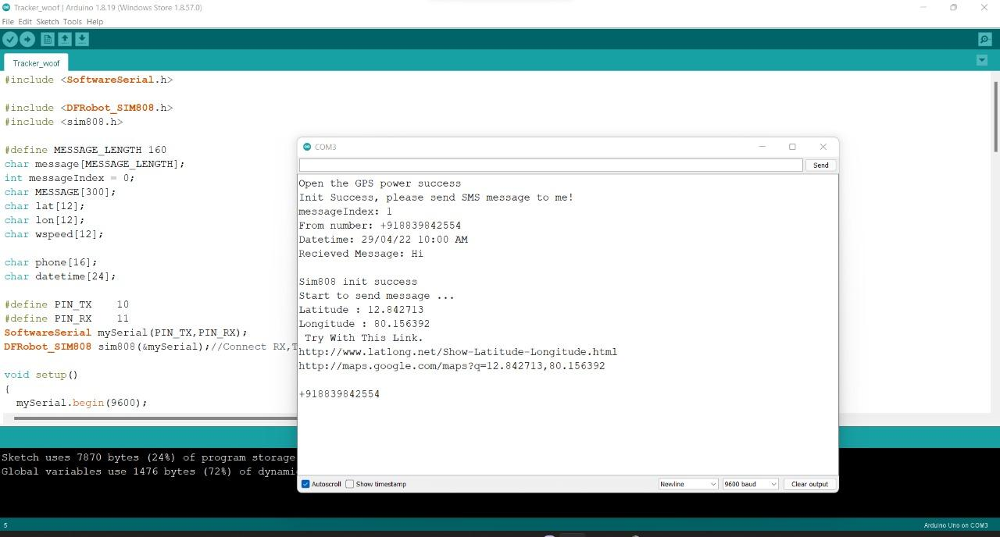 Tracker_woof | Arduino 1.8.19 (Windows Store 1.8.57.0)
File Edit Sketch Tools Help
Tracker_woof
#include <SoftwareSerial.h>
#include <DFRobot_SIM808.h>
#include <sim808.h>
#define MESSAGE_LENGTH 160
char message[MESSAGE_LENGTH];
int messageIndex = 0;
char MESSAGE[300];
char lat[12];
char lon[12];
char wspeed[12];
char phone[16];
char datetime[24];
#define PIN_TX    10
#define PIN_RX    11
SoftwareSerial mySerial(PIN_TX,PIN_RX);
DFRobot_SIM808 sim808(&mySerial);//Connect RX,T
void setup()
{
  mySerial.begin(9600);
COM3
Send
Open the GPS power success
Init Success, please send SMS message to me!
messageIndex: 1
From number: +918839842554
Datetime: 29/04/22 10:00 AM
Recieved Message: Hi
Sim808 init success
Start to send message ...
Latitude : 12.842713
Longitude : 80.156392
 Try With This Link.
http://www.latlong.net/Show-Latitude-Longitude.html
http://maps.google.com/maps?q=12.842713,80.156392
+918839842554
Autoscroll Show timestamp Newline 9600 baud Clear output
Sketch uses 7870 bytes (24%) of program storage
Global variables use 1476 bytes (72%) of dynami
5 Arduino Uno on COM3